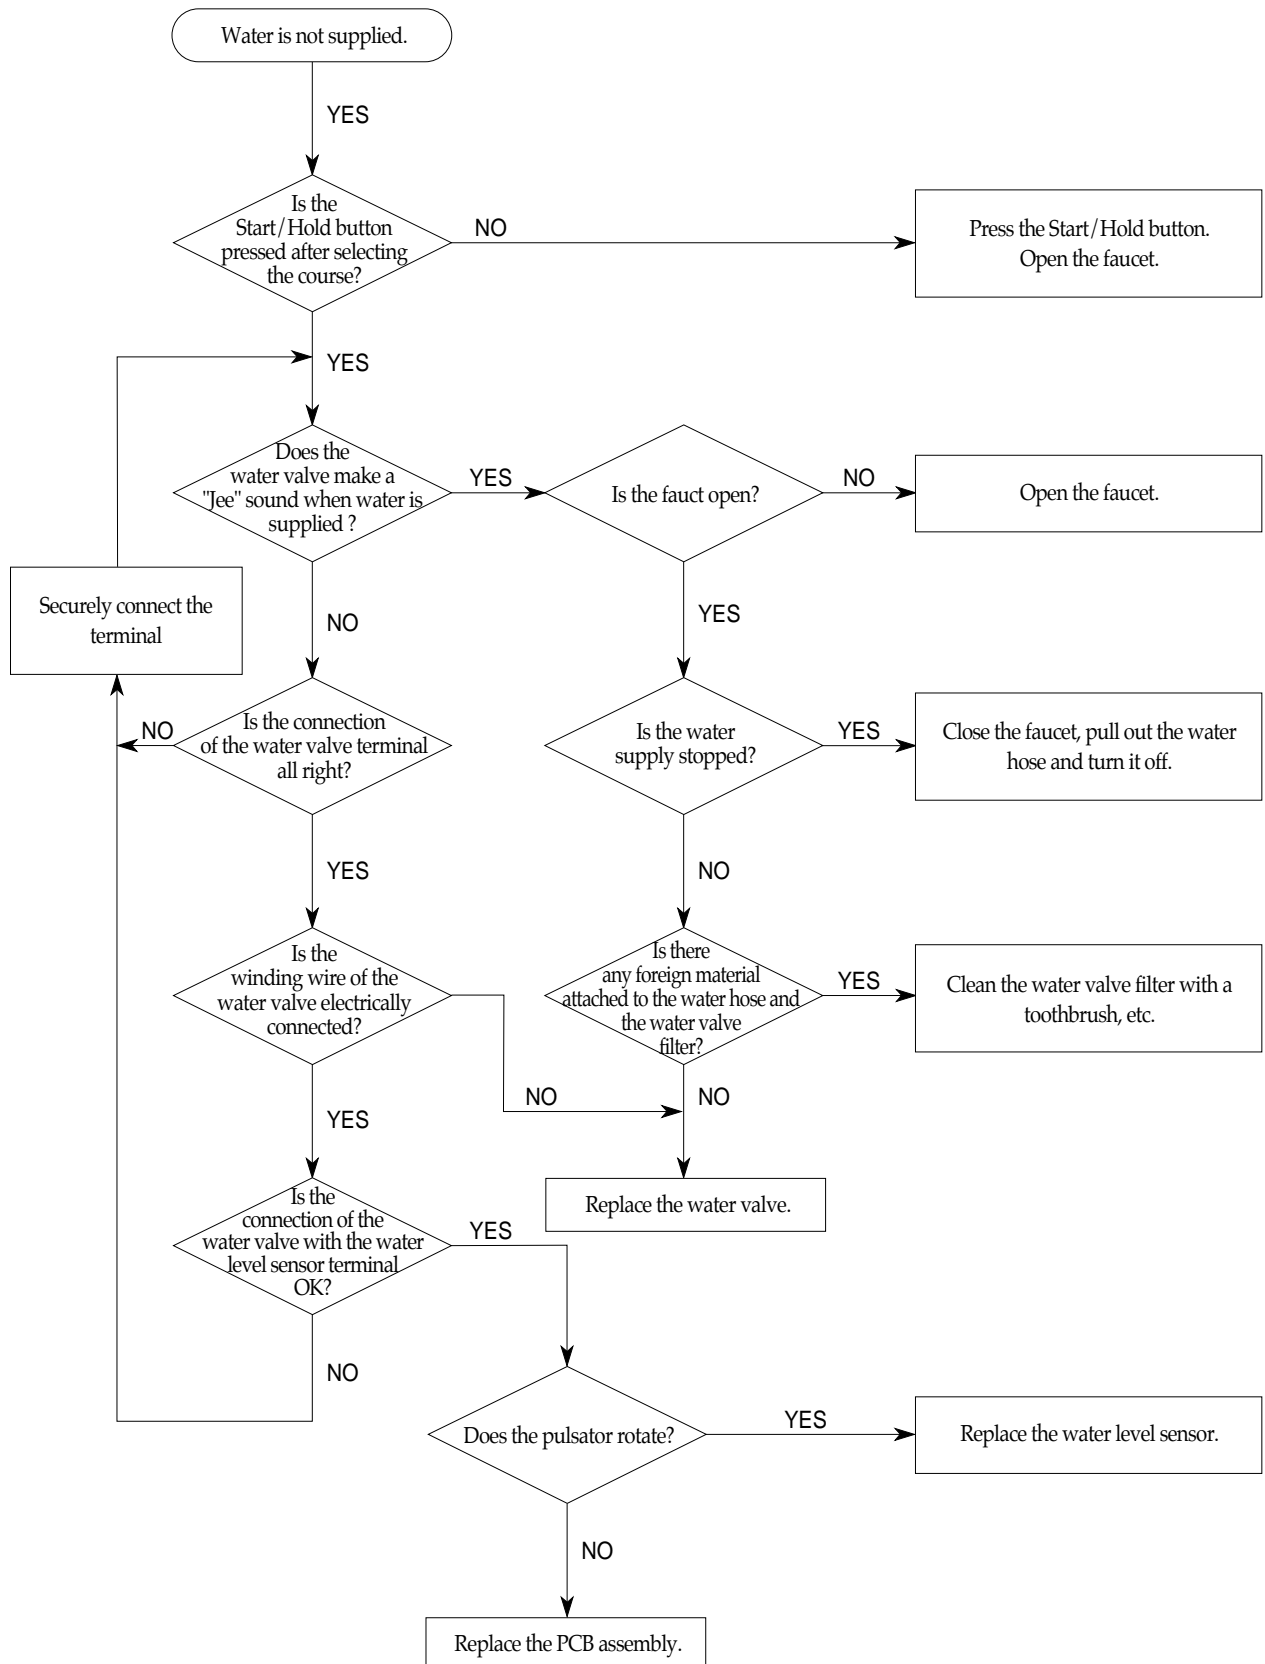 Water is not supplied.
YES
Is the
Start/Hold button
pressed after selecting
the course?
NO
Press the Start/Hold button.
Open the faucet.
YES
Does the
water valve make a
"Jee" sound when water is
supplied ?
YES
Is the fauct open?
NO
Open the faucet.
Securely connect the
terminal
NO
YES
NO
Is the connection
of the water valve terminal
all right?
Is the water
supply stopped?
YES
Close the faucet, pull out the water
hose and turn it off.
YES
NO
Is the
winding wire of the
water valve electrically
connected?
Is there
any foreign material
attached to the water hose and
the water valve
filter?
YES
Clean the water valve filter with a
toothbrush, etc.
NO
NO
YES
Replace the water valve.
Is the
connection of the
water valve with the water
level sensor terminal
OK?
YES
NO
Does the pulsator rotate?
YES
Replace the water level sensor.
NO
Replace the PCB assembly.